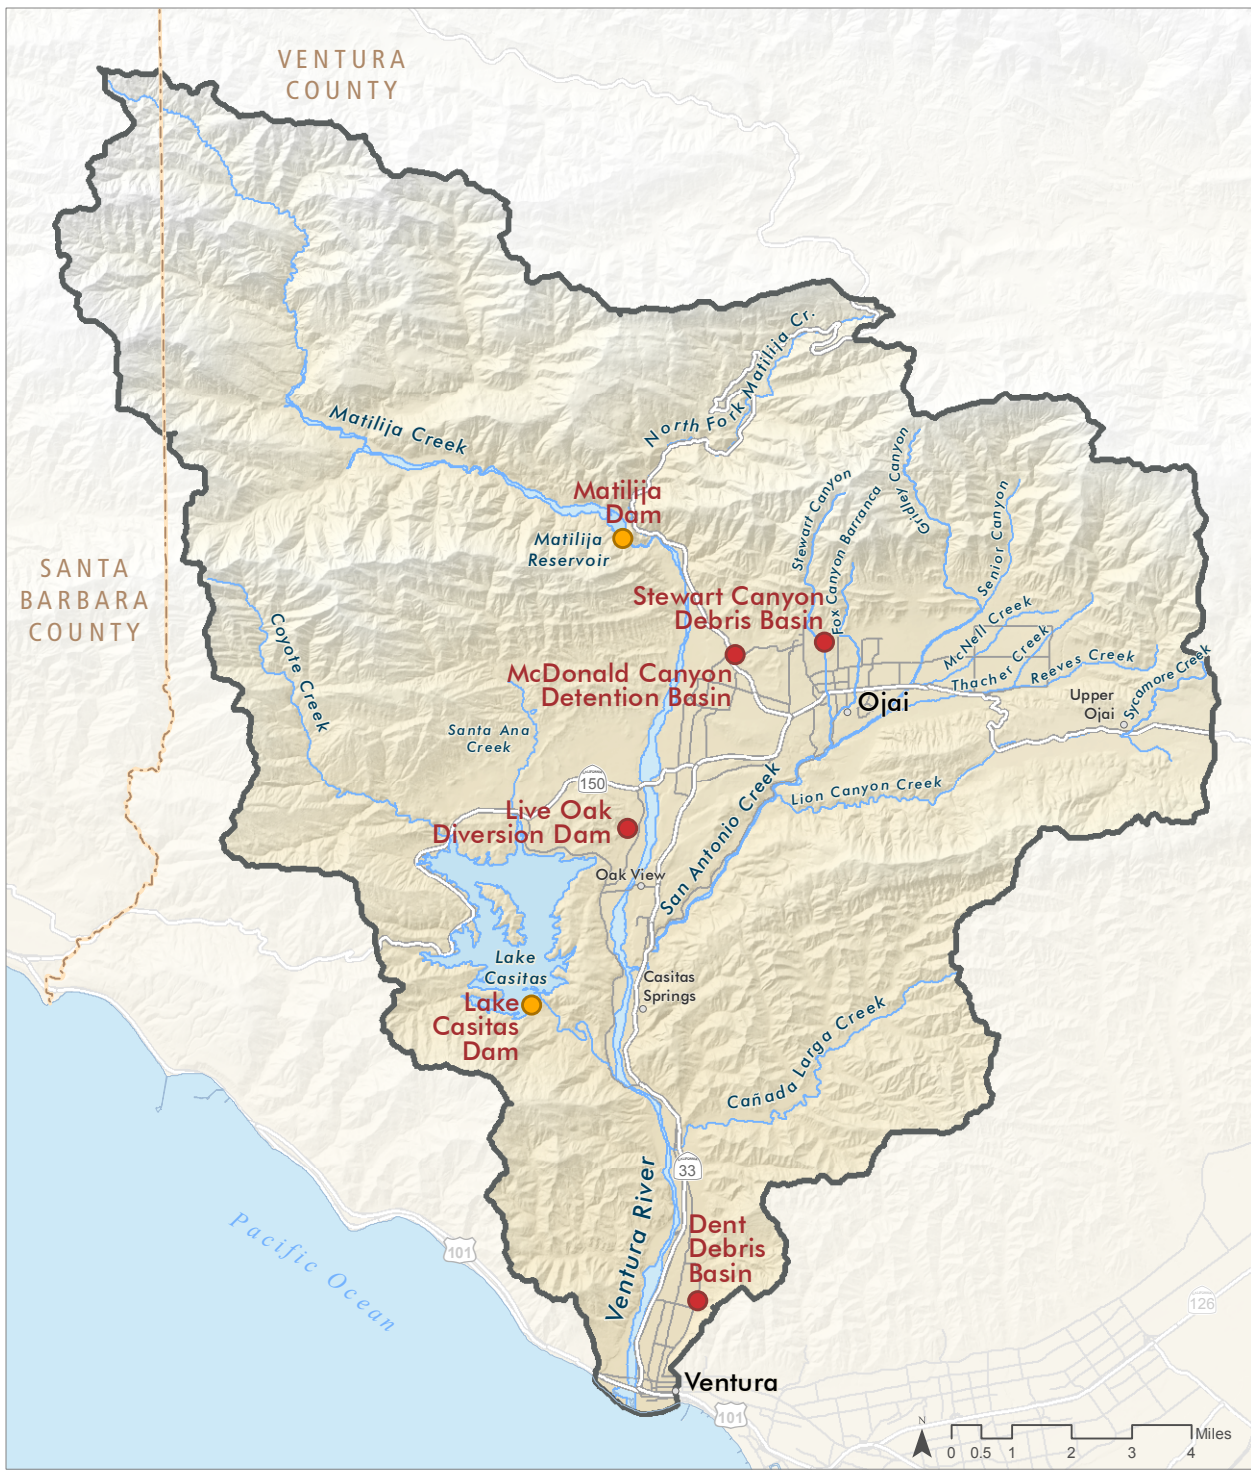 VENTURA
COUNTY
North Fork Matilija Cr.
Matilija Creek
Matilija
Dam
Matilija
Reservoir
Stewart Canyon
Fox Canyon Barranca
Gridley Canyon
Senior Canyon
SANTA
BARBARA
COUNTY
Stewart Canyon
Debris Basin
McNell Creek
Thacher Creek
Reeves Creek
Sycamore Creek
Coyote Creek
McDonald Canyon
Detention Basin
Ojai
Upper
Ojai
Santa Ana
Creek
CALIFORNIA
150
Lion Canyon Creek
San Antonio Creek
Live Oak
Diversion Dam
Oak View
Lake
Casitas
Casitas
Springs
Lake
Casitas
Dam
Cañada Larga Creek
CALIFORNIA
33
Ventura River
Dent
Debris
Basin
Pacific Ocean
101
126
Ventura
101
N
0 0.5 1 2 3 4 Miles